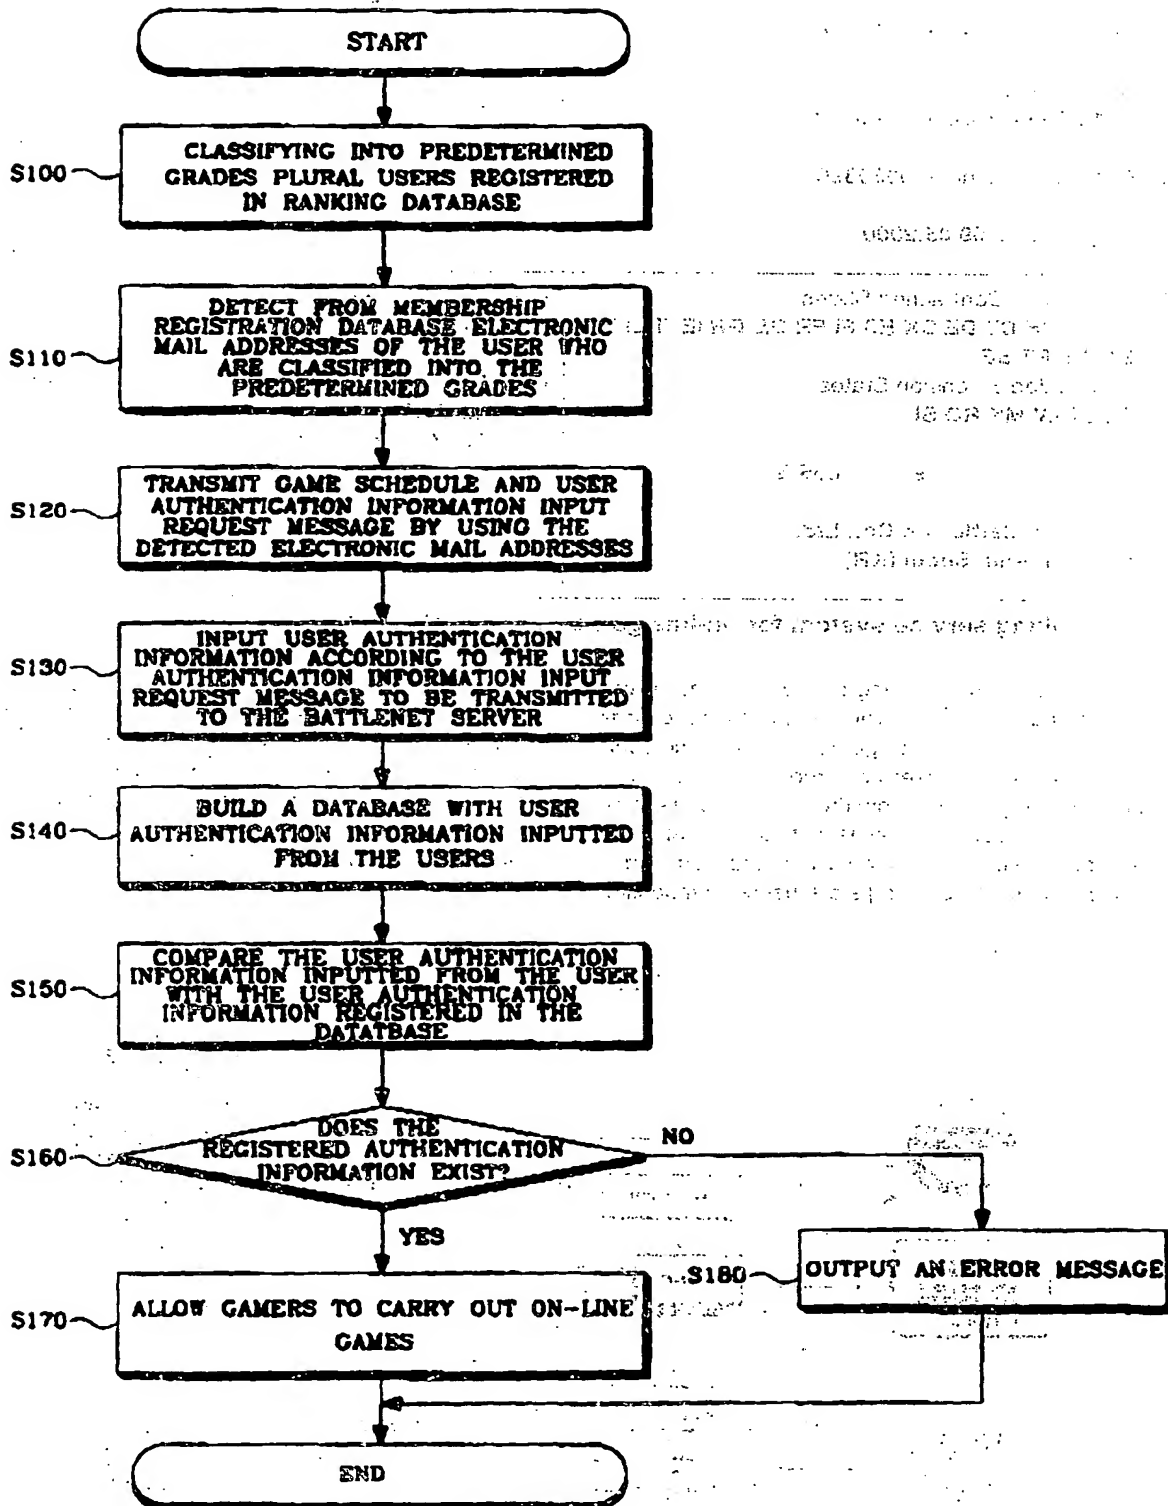 START
S100
CLASSIFYING INTO PREDETERMINED
GRADES PLURAL USERS REGISTERED
IN RANKING DATABASE
S110
DETECT FROM MEMBERSHIP
REGISTRATION DATABASE ELECTRONIC
MAIL ADDRESSES OF THE USER WHO
ARE CLASSIFIED INTO THE
PREDETERMINED GRADES
S120
TRANSMIT GAME SCHEDULE AND USER
AUTHENTICATION INFORMATION INPUT
REQUEST MESSAGE BY USING THE
DETECTED ELECTRONIC MAIL ADDRESSES
S130
INPUT USER AUTHENTICATION
INFORMATION ACCORDING TO THE USER
AUTHENTICATION INFORMATION INPUT
REQUEST MESSAGE TO BE TRANSMITTED
TO THE BATTLENET SERVER
S140
BUILD A DATABASE WITH USER
AUTHENTICATION INFORMATION INPUTTED
FROM THE USERS
S150
COMPARE THE USER AUTHENTICATION
INFORMATION INPUTTED FROM THE USER
WITH THE USER AUTHENTICATION
INFORMATION REGISTERED IN THE
DATATBASE
S160
DOES THE
REGISTERED AUTHENTICATION
INFORMATION EXIST?
NO
YES
S180
OUTPUT AN ERROR MESSAGE
S170
ALLOW GAMERS TO CARRY OUT ON-LINE
GAMES
END